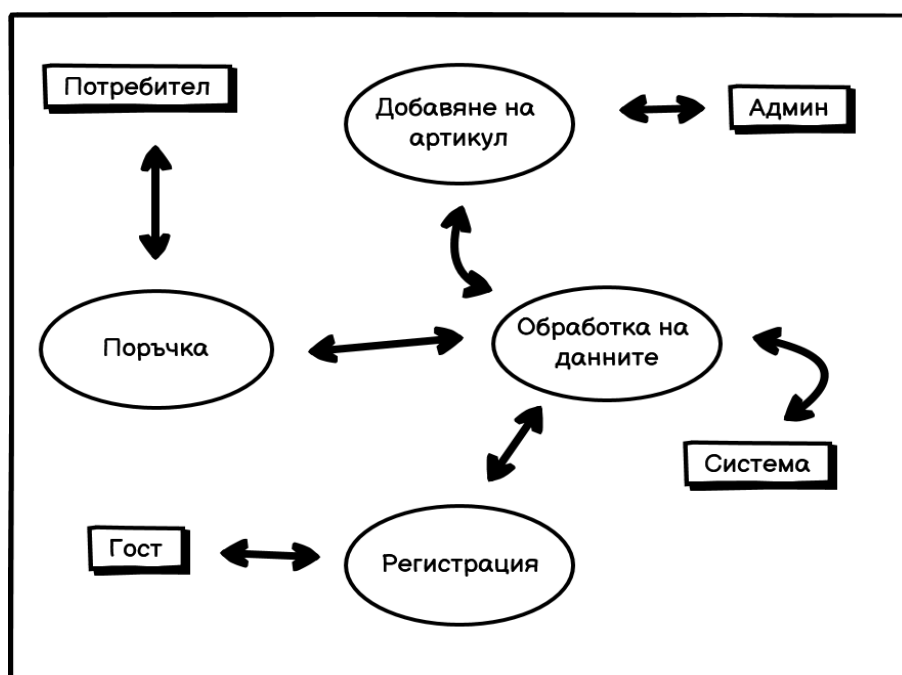 Потребител
Добавяне на
артикул
Админ
Поръчка
Обработка на
данните
Система
Гост
Регистрация